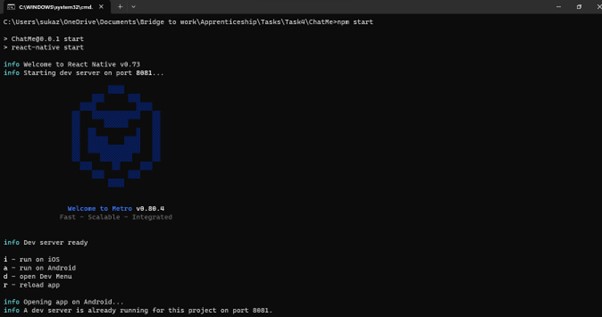 C:\WINDOWS\system32\cmd.
C:\Users\sukaz\OneDrive\Documents\Bridge to work\Apprenticeship\Tasks\Task4\ChatMe>npm start
> ChatMe@0.0.1 start
> react-native start
info Welcome to React Native v0.73
info Starting dev server on port 8081...
Welcome to Metro v0.80.4
Fast - Scalable - Integrated
info Dev server ready
i - run on iOS
a - run on Android
d - open Dev Menu
r - reload app
info Opening app on Android...
info A dev server is already running for this project on port 8081.